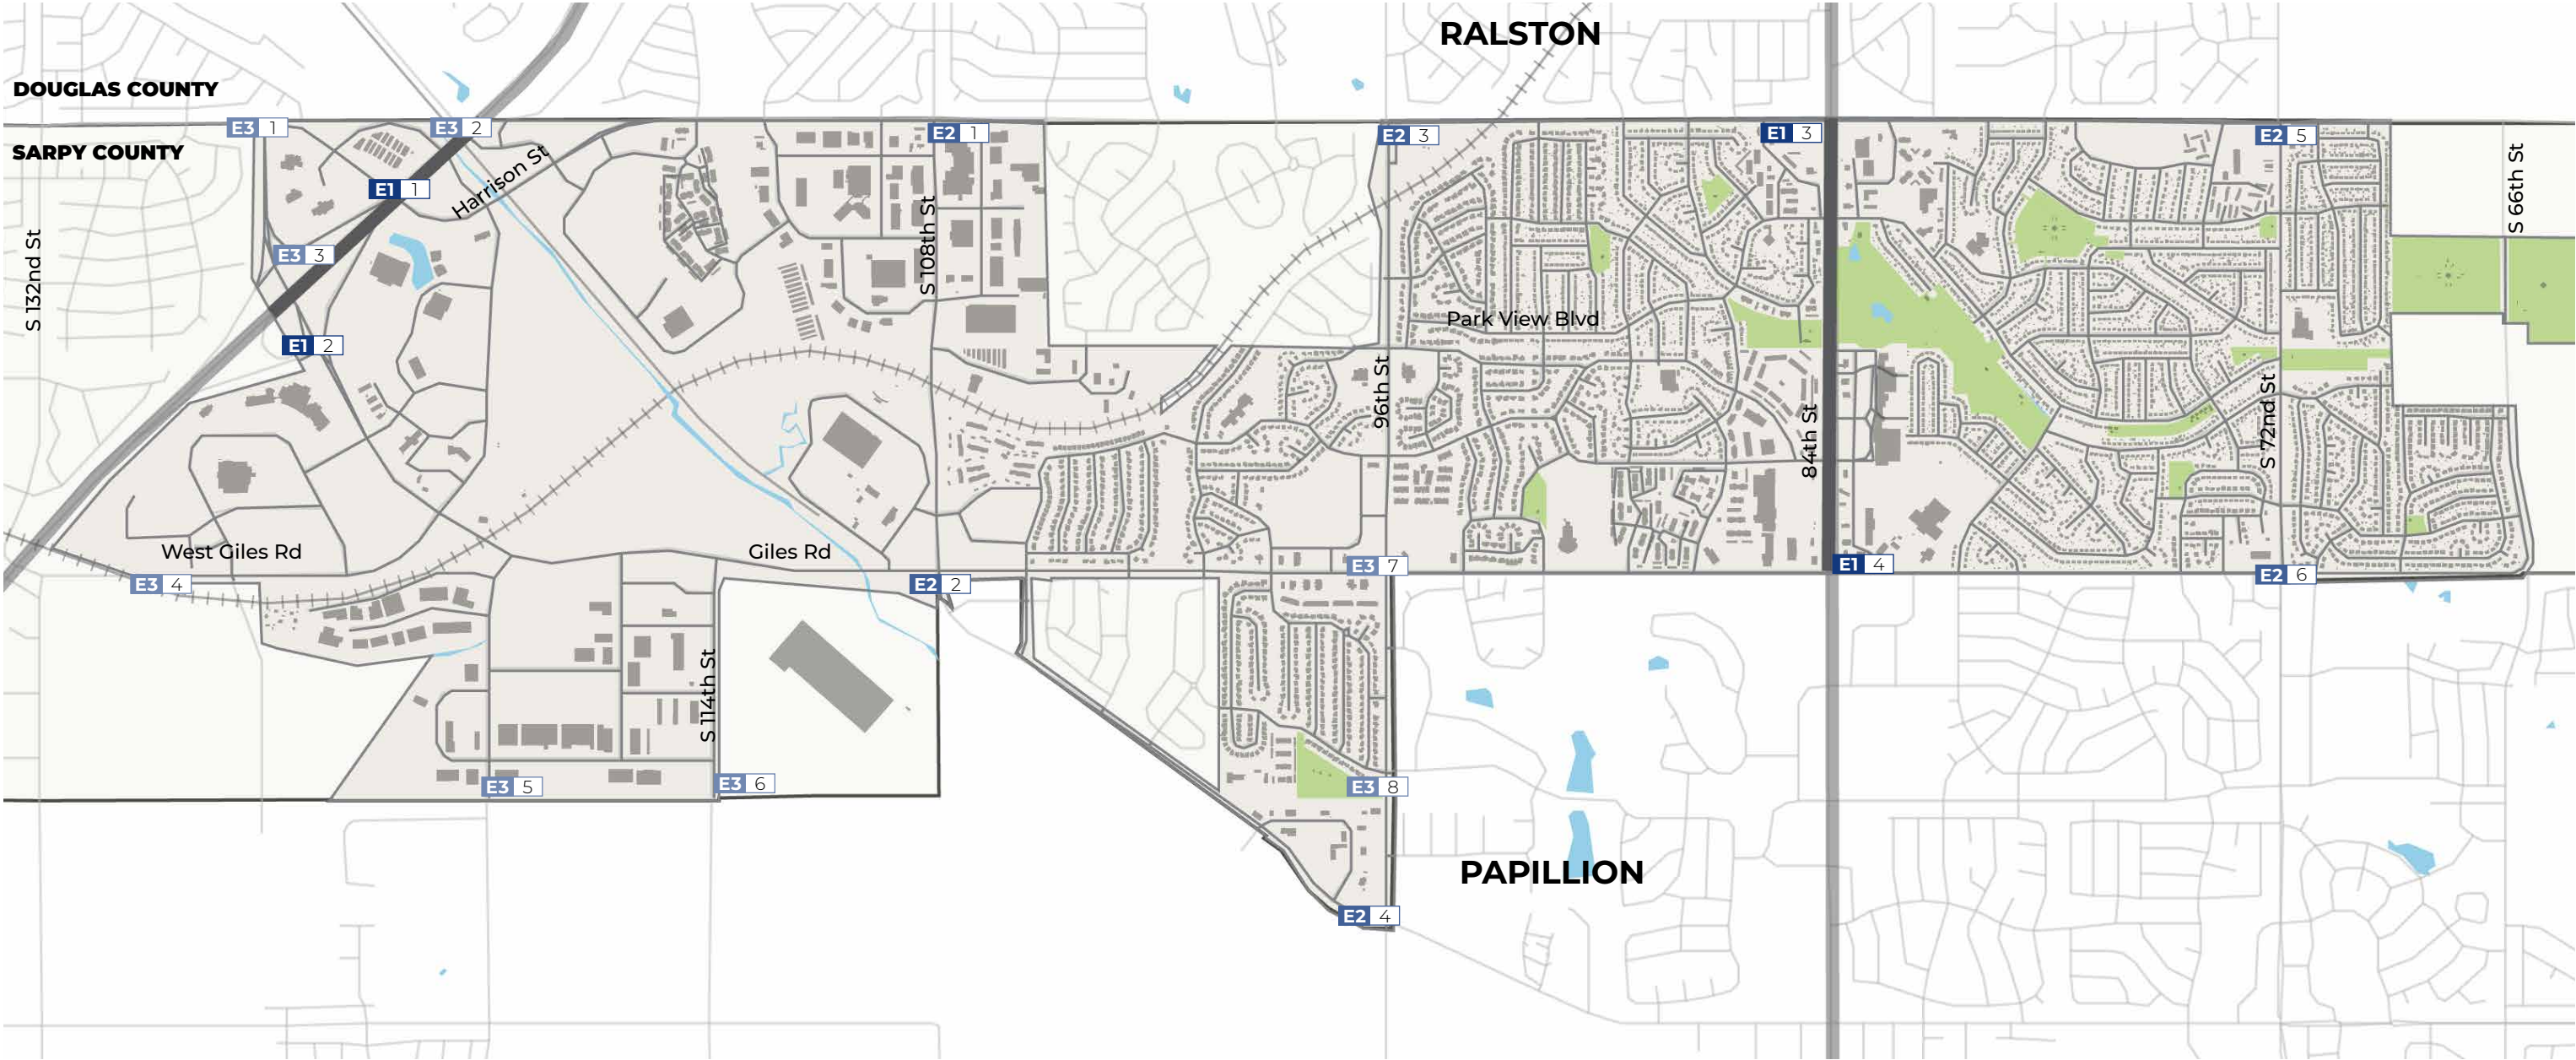 RALSTON
DOUGLAS COUNTY
E3 1
E3 2
E2 1
E2 3
E1 3
E2 5
SARPY COUNTY
Harrison St
E1 1
S 66th St
S 108th St
S 132nd St
E3 3
Park View Blvd
E1 2
96th St
84th St
S 72nd St
West Giles Rd
Giles Rd
E3 4
E2 2
E3 7
E1 4
E2 6
S 114th St
E3 5
E3 6
E3 8
PAPILLION
E2 4